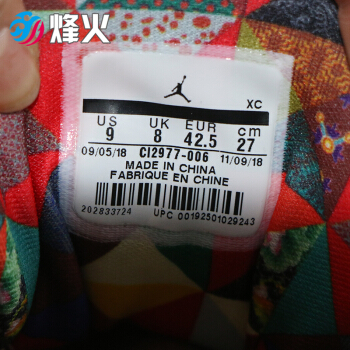 烽火
XC
US UK EUR cm
9 8 42.5 27
09/05/18 CI2977-006 11/09/18
MADE IN CHINA
FABRIQUE EN CHINE
202833724 UPC 00192501029243